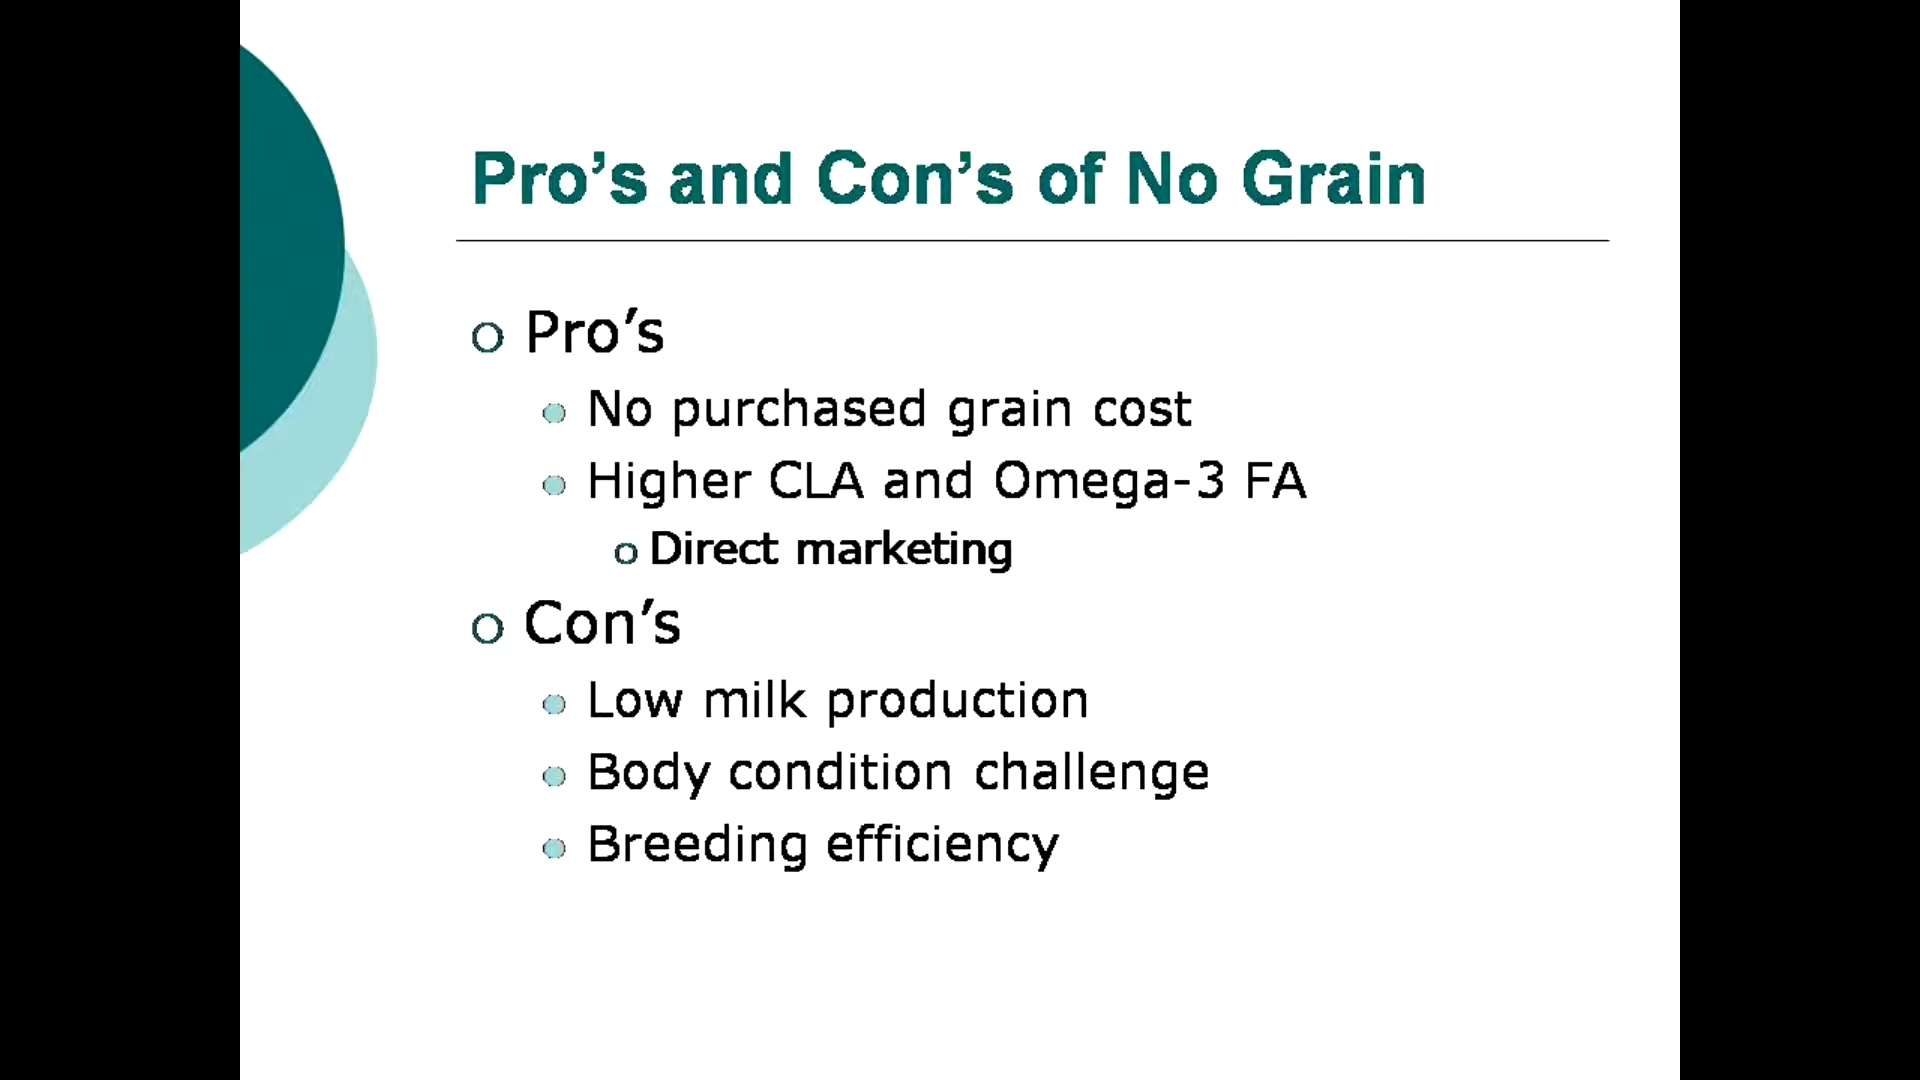 Pro’s and Con’s of No Grain
Pro’s
No purchased grain cost
Higher CLA and Omega-3 FA
Direct marketing
Con’s
Low milk production
Body condition challenge
Breeding efficiency